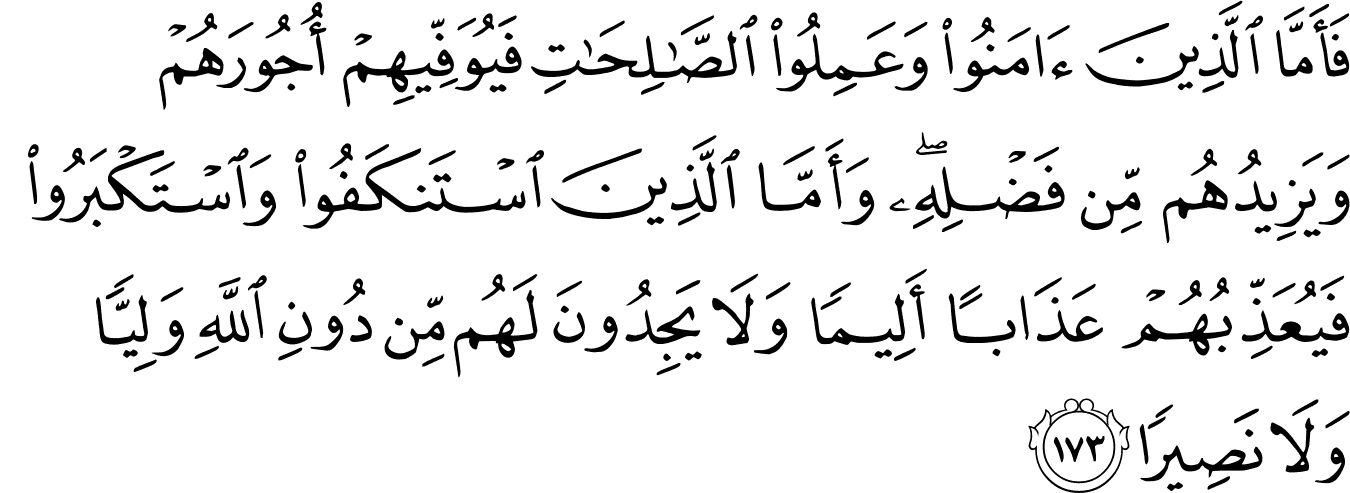 فَأَمَّا ٱلَّذِينَ ءَامَنُوا۟ وَعَمِلُوا۟ ٱلصَّـٰلِحَـٰتِ فَيُوَفِّيهِمْ أُجُورَهُمْ
وَيَزِيدُهُم مِّن فَضْلِهِۦ ۖ وَأَمَّا ٱلَّذِينَ ٱسْتَنكَفُوا۟ وَٱسْتَكْبَرُوا۟
فَيُعَذِّبُهُمْ عَذَابًا أَلِيمًا وَلَا يَجِدُونَ لَهُم مِّن دُونِ ٱللَّهِ وَلِيًّا
وَلَا نَصِيرًا ١٧٣